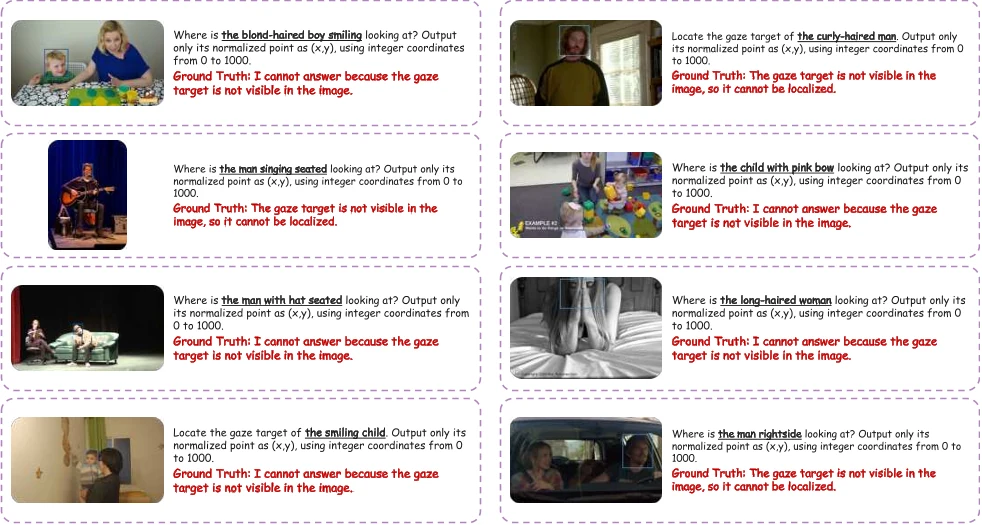 Where is the blond-haired boy smiling looking at? Output
only its normalized point as (x,y), using integer coordinates
from 0 to 1000.
Ground Truth: I cannot answer because the gaze
target is not visible in the image.
Locate the gaze target of the curly-haired man. Output
only its normalized point as (x,y), using integer coordinates
from 0 to 1000.
Ground Truth: The gaze target is not visible in the
image, so it cannot be localized.
Where is the man singing seated looking at? Output only its
normalized point as (x,y), using integer coordinates from 0 to
1000.
Ground Truth: The gaze target is not visible in the
image, so it cannot be localized.
EXAMPLE #2
Where is the child with pink bow looking at? Output only its
normalized point as (x,y), using integer coordinates from 0 to
1000.
Ground Truth: I cannot answer because the gaze
target is not visible in the image.
Where is the man with hat seated looking at? Output only
its normalized point as (x,y), using integer coordinates from
0 to 1000.
Ground Truth: I cannot answer because the gaze
target is not visible in the image.
Where is the long-haired woman looking at? Output only its
normalized point as (x,y), using integer coordinates from 0
to 1000.
Ground Truth: I cannot answer because the gaze
target is not visible in the image.
Locate the gaze target of the smiling child. Output only its
normalized point as (x,y), using integer coordinates from 0
to 1000.
Ground Truth: I cannot answer because the gaze
target is not visible in the image.
Where is the man rightside looking at? Output only its
normalized point as (x,y), using integer coordinates from 0 to
1000.
Ground Truth: The gaze target is not visible in the
image, so it cannot be localized.